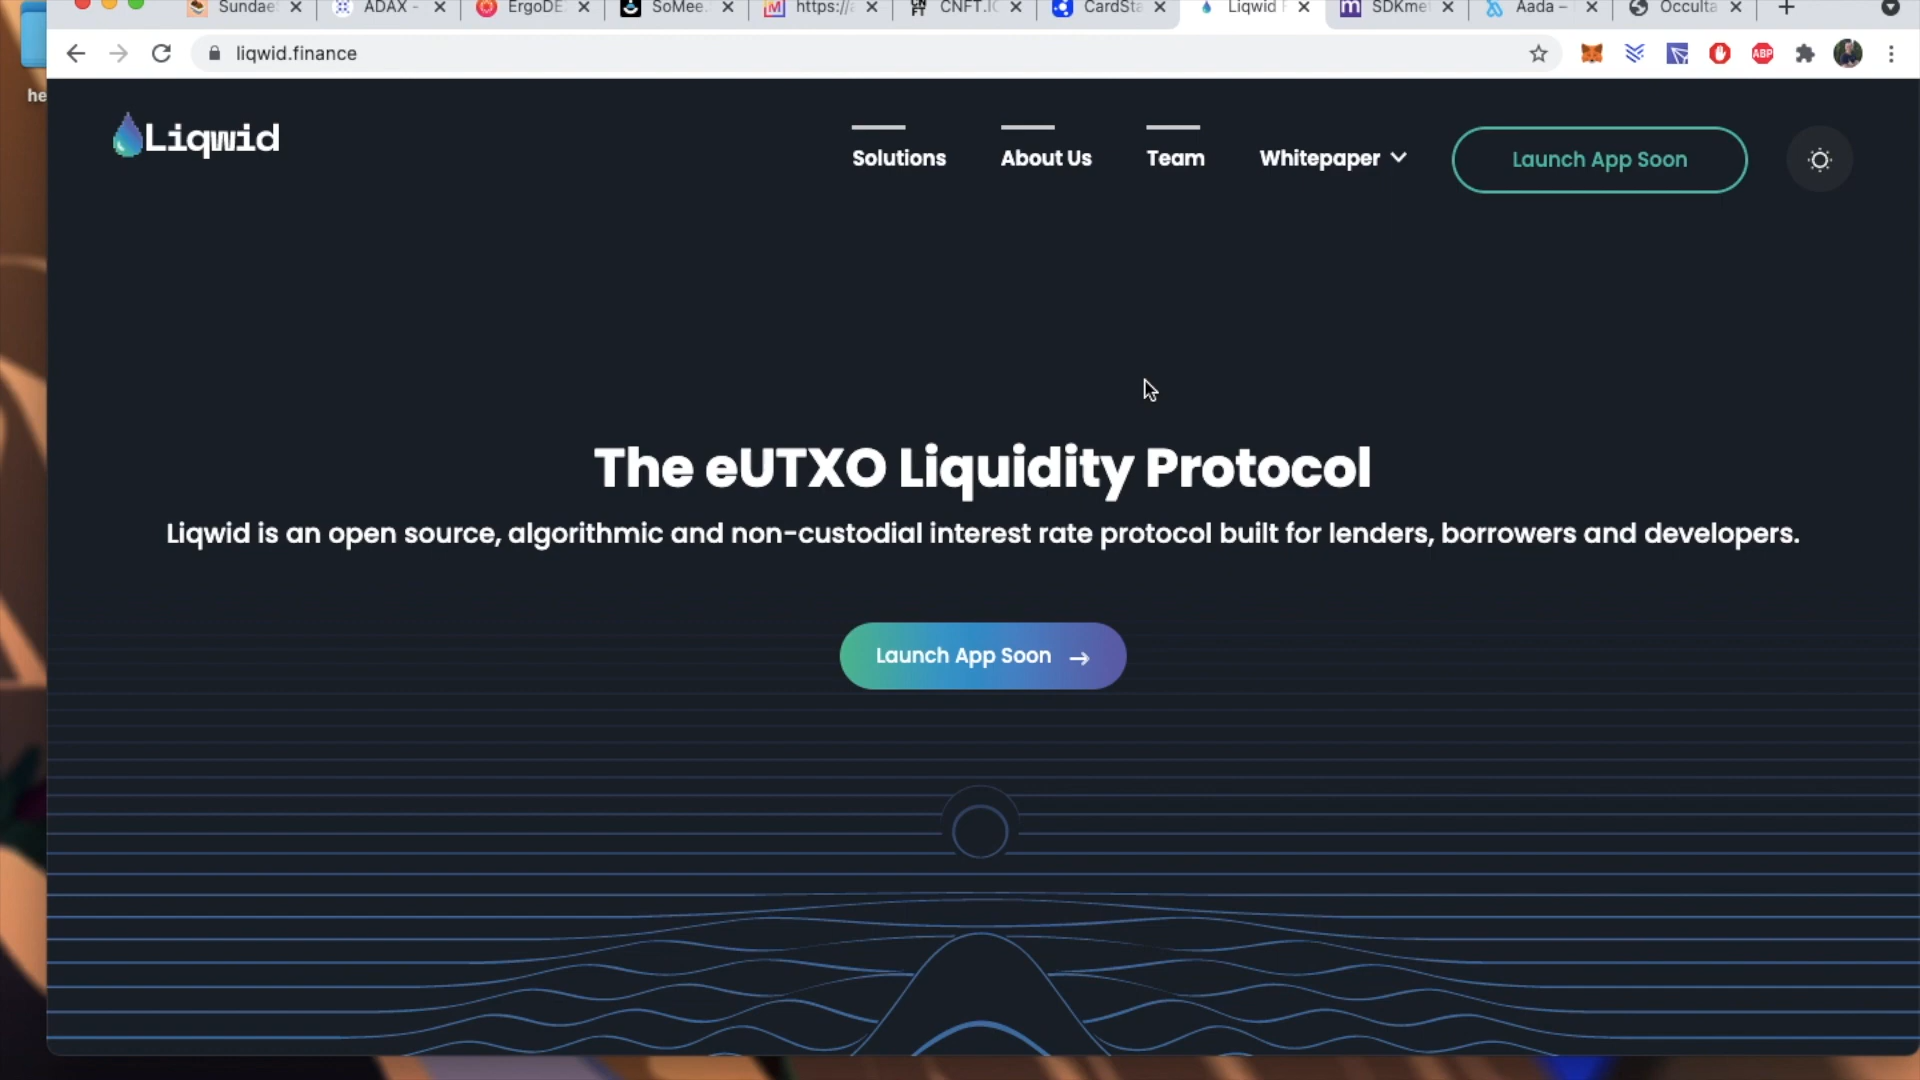 Sundae
ADAX -
ErgoDE
SoMee.
https://a
CNFT.IO
CardSta
Liqwid F
SDKmet
Aada –
Occulta
liqwid.finance
ABP
he
Liqwid
Solutions
About Us
Team
Whitepaper
Launch App Soon
The eUTXO Liquidity Protocol
Liqwid is an open source, algorithmic and non-custodial interest rate protocol built for lenders, borrowers and developers.
Launch App Soon →